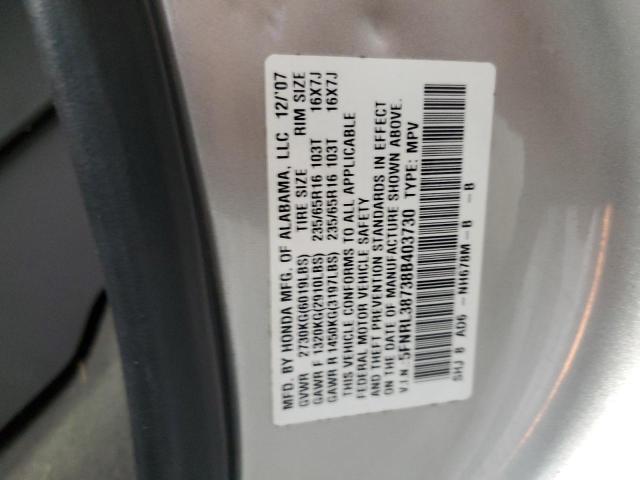 MFD. BY HONDA MFG. OF ALABAMA, LLC 12/'07
GVWR 2730KG(6019LBS) TIRE SIZE RIM SIZE
GAWR F 1320KG(2910LBS) 235/65R16 103T 16X7J
GAWR R 1450KG(3197LBS) 235/65R16 103T 16X7J
THIS VEHICLE CONFORMS TO ALL APPLICABLE
FEDERAL MOTOR VEHICLE SAFETY
AND THEFT PREVENTION STANDARDS IN EFFECT
ON THE DATE OF MANUFACTURE SHOWN ABOVE.
V.I.N. 5FNRL38738B403730 TYPE: MPV
SHJ 8 A06 - NH678M - B - B